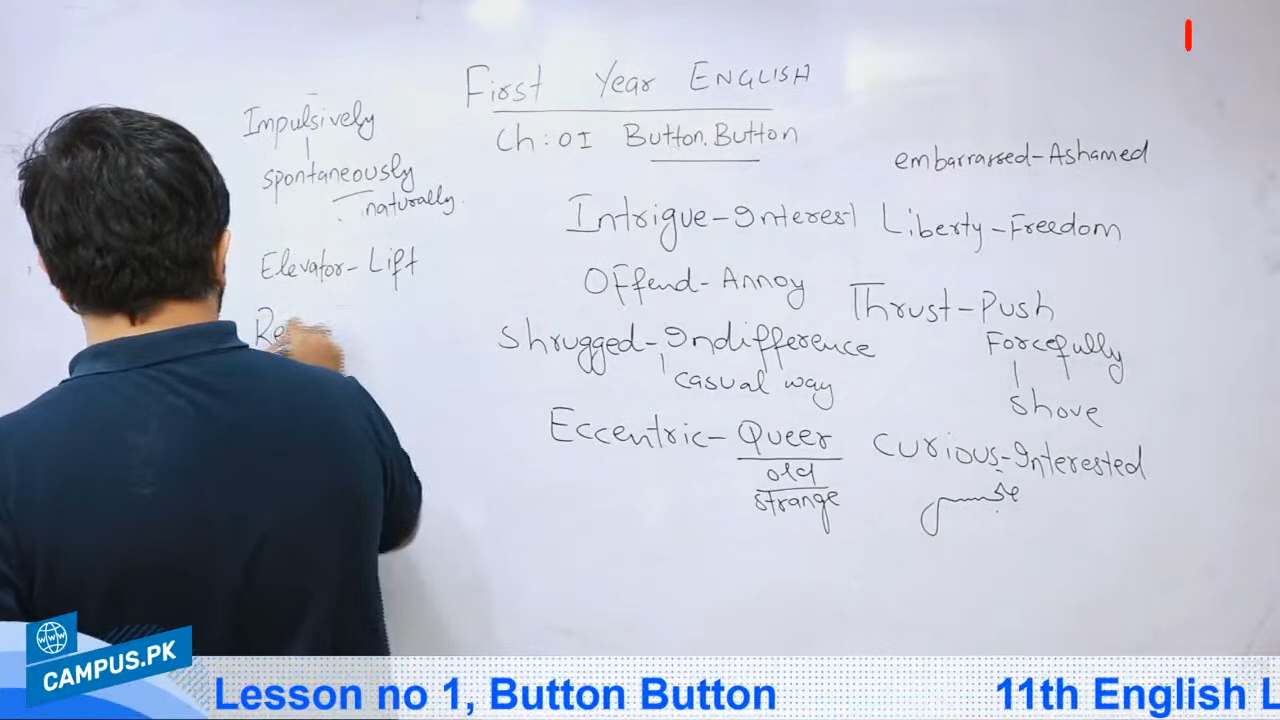 First Year ENGLISH
Ch: 01 Button. Button
Impulsively
spontaneously
naturally.
Elevator - Lift
Re
embarrassed - Ashamed
Intrigue - Interest
Liberty - Freedom
Offend - Annoy
Thrust - Push
Forcefully
shove
Shrugged - Indifference
casual way
Eccentric - Queer
old
strange
Curious - Interested
CAMPUS.PK
Lesson no 1, Button Button
11th English L